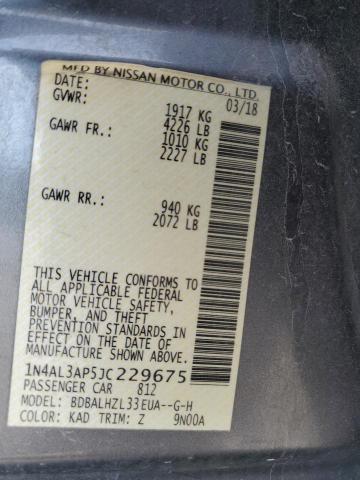 MFD BY NISSAN MOTOR CO., LTD.
DATE: 03/18
GVWR: 1917 KG
4226 LB
GAWR FR.: 1010 KG
2227 LB
GAWR RR.: 940 KG
2072 LB
THIS VEHICLE CONFORMS TO
ALL APPLICABLE FEDERAL
MOTOR VEHICLE SAFETY,
BUMPER, AND THEFT
PREVENTION STANDARDS IN
EFFECT ON THE DATE OF
MANUFACTURE SHOWN ABOVE.
1N4AL3AP5JC229675
PASSENGER CAR 812
MODEL: BDBALHZL33EUA--G-H
COLOR: KAD TRIM: Z 9N00A